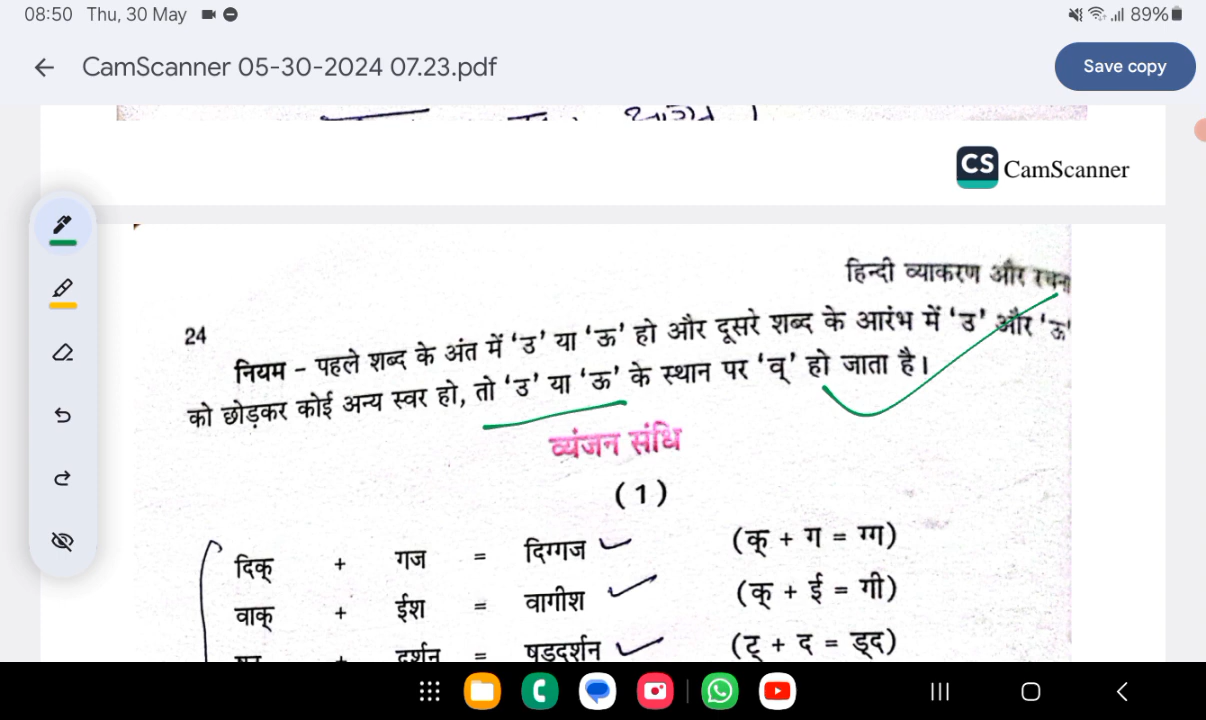 08:50 Thu, 30 May 89%
CamScanner 05-30-2024 07.23.pdf
Save copy
CS CamScanner
हिन्दी व्याकरण और रचना
24
नियम - पहले शब्द के अंत में ‘उ’ या ‘ऊ’ हो और दूसरे शब्द के आरंभ में ‘उ’ और ‘ऊ’
को छोड़कर कोई अन्य स्वर हो, तो ‘उ’ या ‘ऊ’ के स्थान पर ‘व्’ हो जाता है।
व्यंजन संधि
(1)
दिक् + गज = दिग्गज (क् + ग = ग्ग)
वाक् + ईश = वागीश (क् + ई = गी)
+ दर्शन = षड्दर्शन (ट् + द = ड्द)